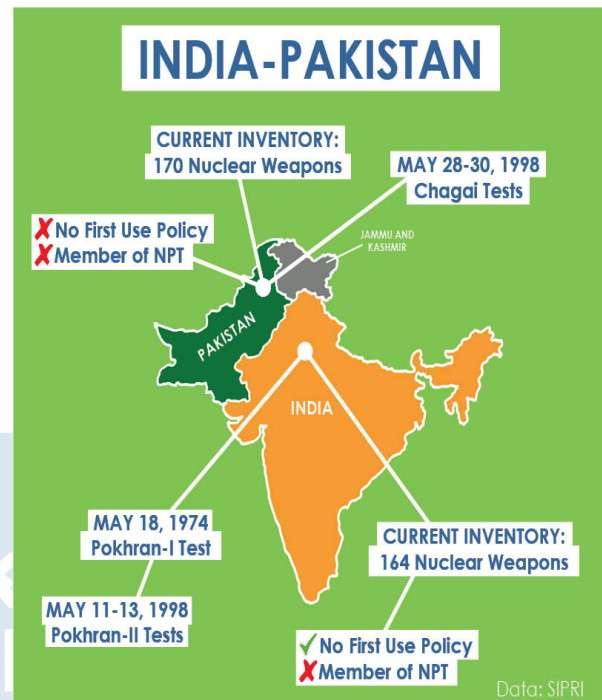 INDIA-PAKISTAN
CURRENT INVENTORY:
170 Nuclear Weapons
MAY 28-30, 1998
Chagai Tests
✗ No First Use Policy
✗ Member of NPT
JAMMU AND
KASHMIR
PAKISTAN
INDIA
MAY 18, 1974
Pokhran-I Test
MAY 11-13, 1998
Pokhran-II Tests
CURRENT INVENTORY:
164 Nuclear Weapons
✓ No First Use Policy
✗ Member of NPT
Data: SIPRI